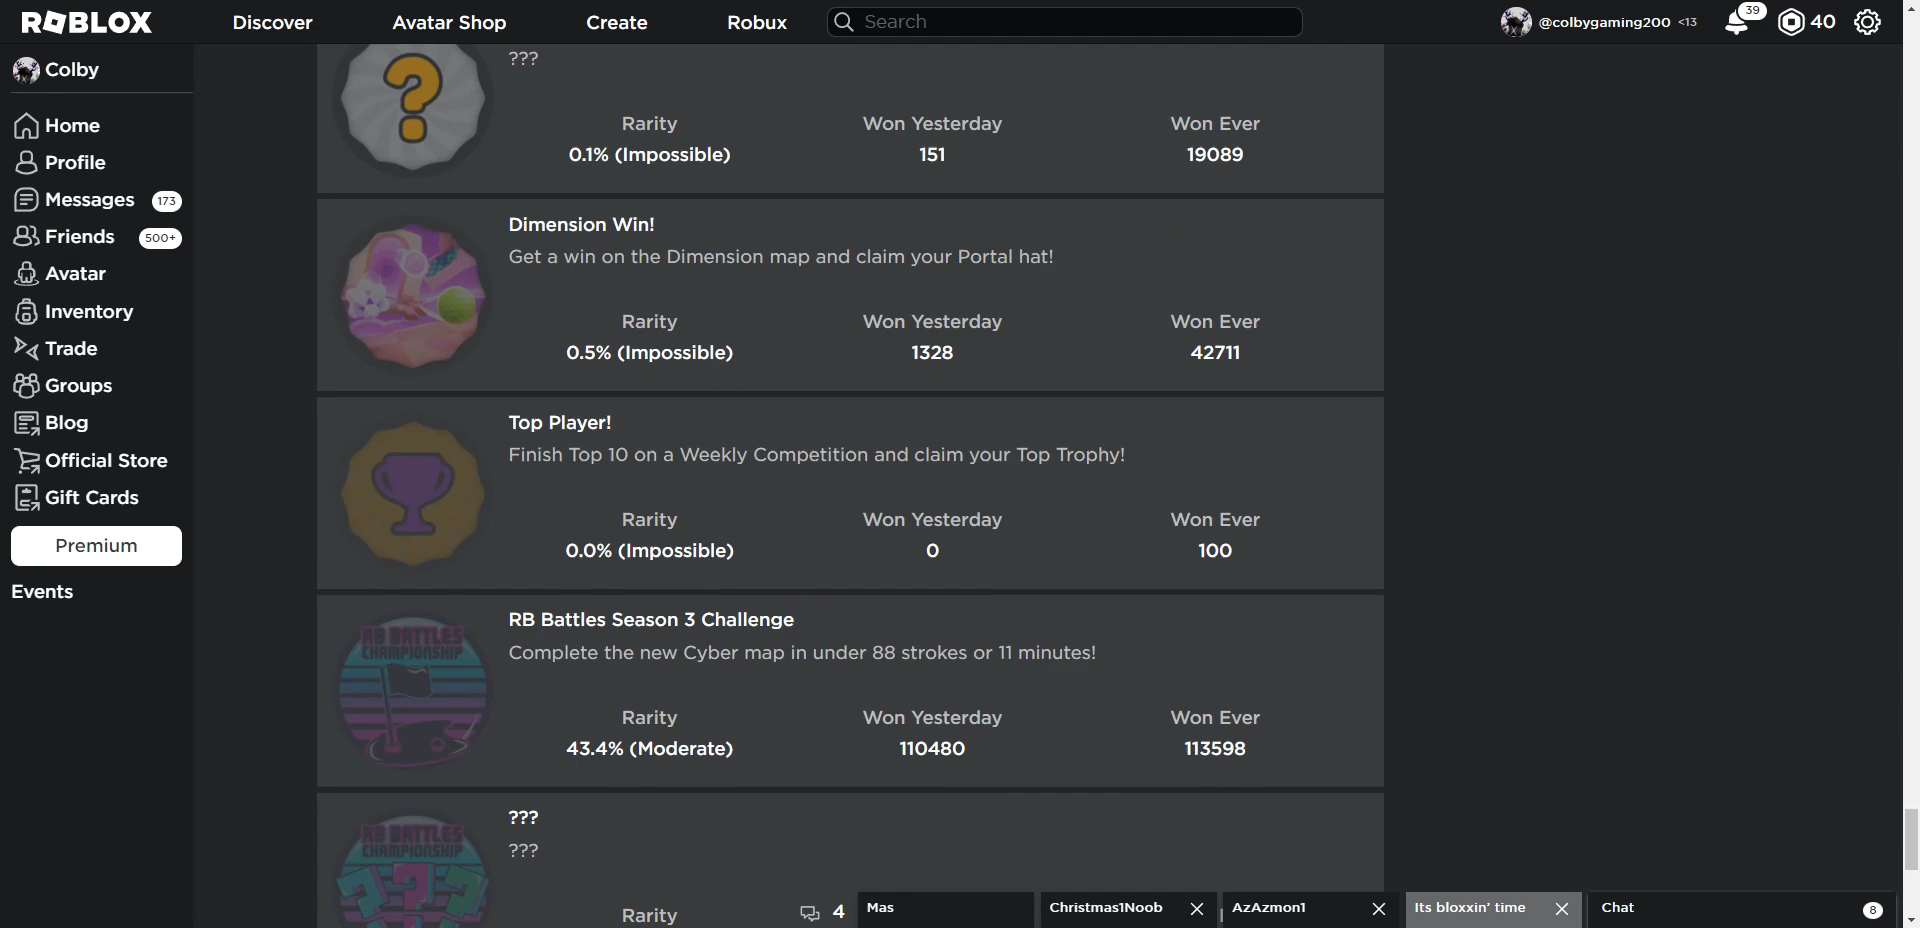 ROBLOX Discover Avatar Shop Create Robux Search @colbygaming200 <13 39 40
Colby
Home
Profile
Messages 173
Friends 500+
Avatar
Inventory
Trade
Groups
Blog
Official Store
Gift Cards
Premium
Events
???
Rarity Won Yesterday Won Ever
0.1% (Impossible) 151 19089
Dimension Win!
Get a win on the Dimension map and claim your Portal hat!
Rarity Won Yesterday Won Ever
0.5% (Impossible) 1328 42711
Top Player!
Finish Top 10 on a Weekly Competition and claim your Top Trophy!
Rarity Won Yesterday Won Ever
0.0% (Impossible) 0 100
RB BATTLES
CHAMPIONSHIP
RB Battles Season 3 Challenge
Complete the new Cyber map in under 88 strokes or 11 minutes!
Rarity Won Yesterday Won Ever
43.4% (Moderate) 110480 113598
RB BATTLES
CHAMPIONSHIP
???
???
???
Rarity
4 Mas Christmas1Noob AzAzmon1 Its bloxxin' time Chat 8